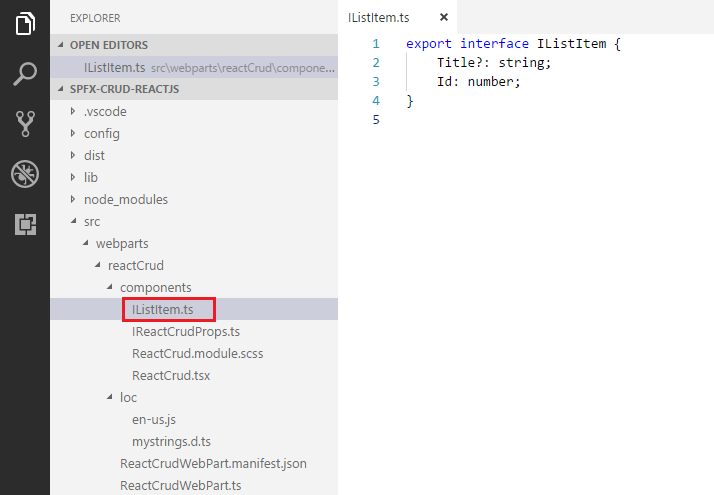 EXPLORER
OPEN EDITORS
IListItem.ts src\webparts\reactCrud\compone...
SPFX-CRUD-REACTJS
.vscode
config
dist
lib
node_modules
src
webparts
reactCrud
components
IListItem.ts
IReactCrudProps.ts
ReactCrud.module.scss
ReactCrud.tsx
loc
en-us.js
mystrings.d.ts
ReactCrudWebPart.manifest.json
ReactCrudWebPart.ts
IListItem.ts ×
1 export interface IListItem {
2 Title?: string;
3 Id: number;
4 }
5